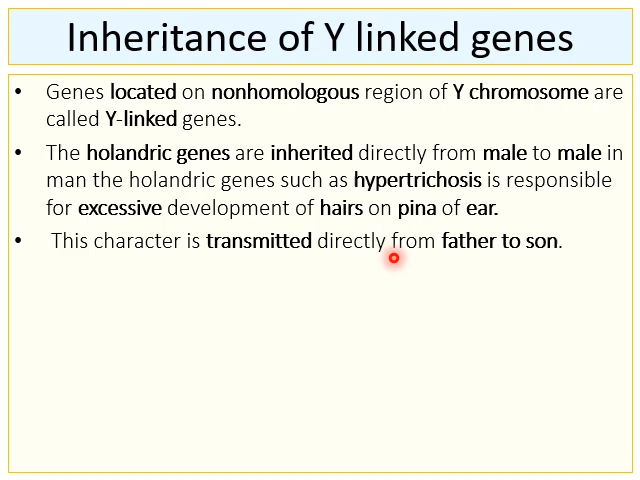 Inheritance of Y linked genes
• Genes located on nonhomologous region of Y chromosome are
called Y-linked genes.
• The holandric genes are inherited directly from male to male in
man the holandric genes such as hypertrichosis is responsible
for excessive development of hairs on pina of ear.
• This character is transmitted directly from father to son.